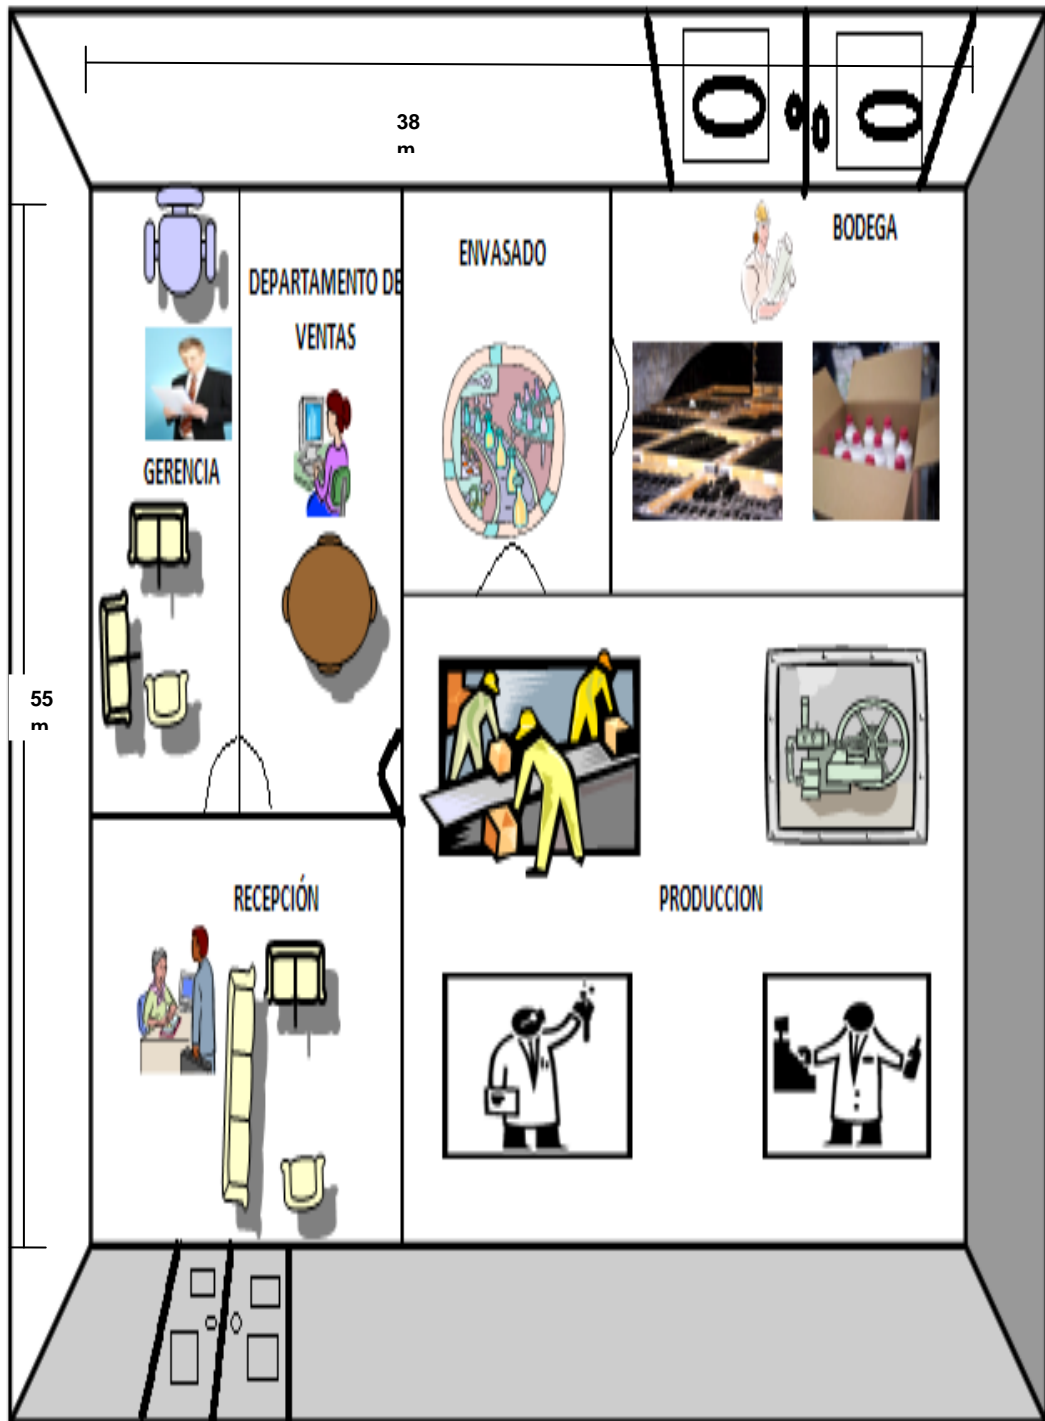 38
m
BODEGA
ENVASADO
DEPARTAMENTO DE
VENTAS
GERENCIA
55
m
RECEPCIÓN
PRODUCCION